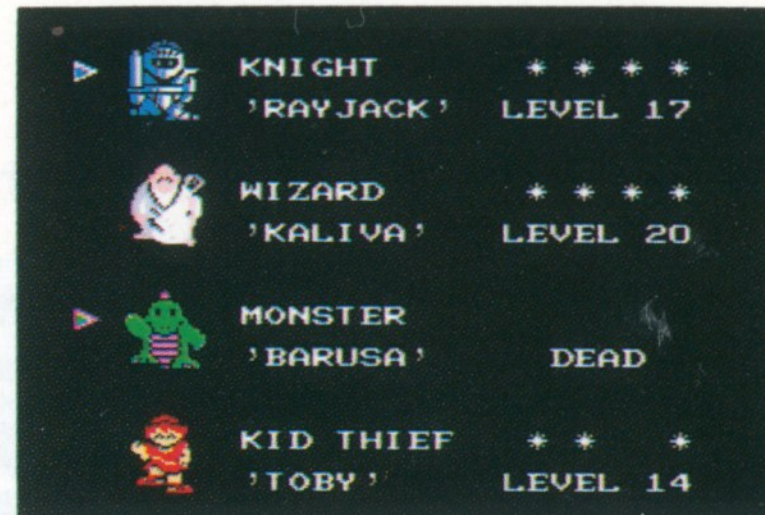 KNIGHT * * * *
'RAYJACK' LEVEL 17
WIZARD * * * *
'KALIVA' LEVEL 20
MONSTER
'BARUSA' DEAD
KID THIEF * * *
'TOBY' LEVEL 14